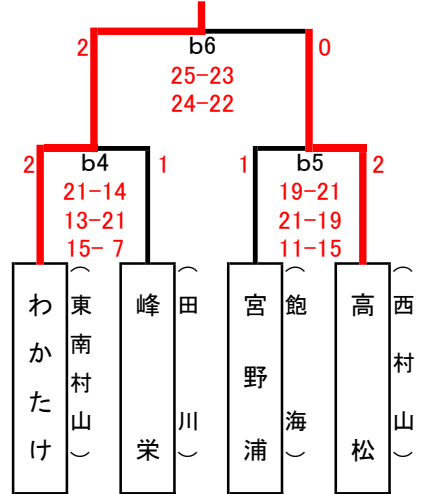 2 b6 0
25-23
24-22
2 b4 1
21-14
13-21
15- 7
1 b5 2
19-21
21-19
11-15
わかたけ
(東南村山)
峰栄
(田川)
宮野浦
(飽海)
高松
(西村山)